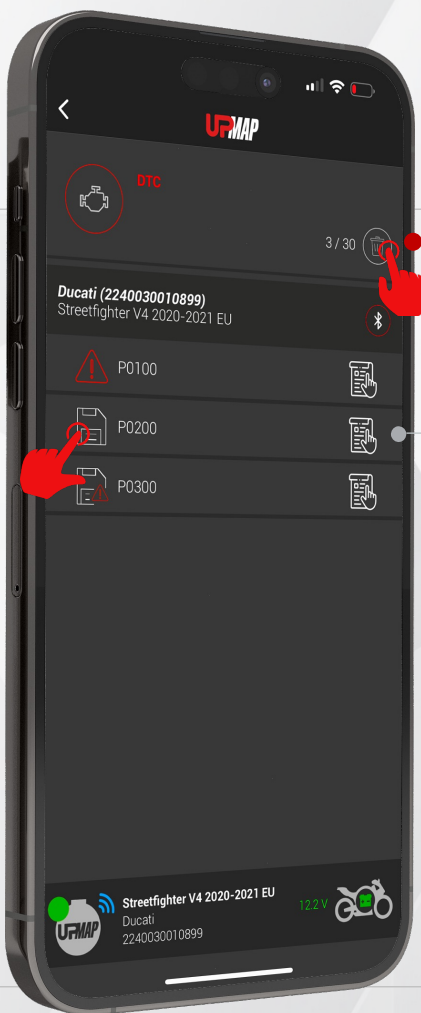 UPMAP
DTC
3 / 30
Ducati (2240030010899)
Streetfighter V4 2020-2021 EU
P0100
P0200
P0300
UPMAP
Streetfighter V4 2020-2021 EU
Ducati
2240030010899
12.2 V